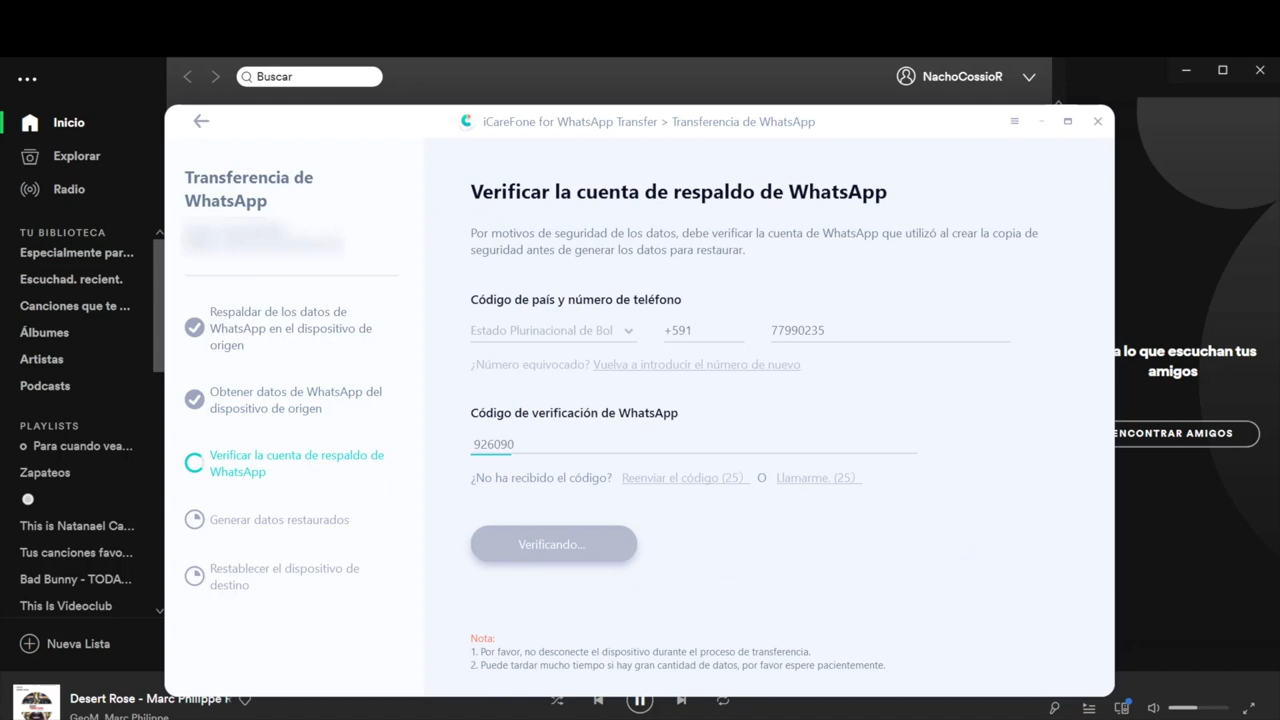 Buscar
NachoCossioR
Inicio
Explorar
Radio
TU BIBLIOTECA
Especialmente par...
Escuchad. recient.
Canciones que te ...
Álbumes
Artistas
Podcasts
PLAYLISTS
Para cuando vea...
Zapateos
This is Natanael Ca...
Tus canciones favo...
Bad Bunny - TODA...
This Is Videoclub
Nueva Lista
Desert Rose - Marc Philippe
GeoM, Marc Philippe
iCareFone for WhatsApp Transfer > Transferencia de WhatsApp
Transferencia de
WhatsApp
Respaldar de los datos de
WhatsApp en el dispositivo de
origen
Obtener datos de WhatsApp del
dispositivo de origen
Verificar la cuenta de respaldo de
WhatsApp
Generar datos restaurados
Restablecer el dispositivo de
destino
Verificar la cuenta de respaldo de WhatsApp
Por motivos de seguridad de los datos, debe verificar la cuenta de WhatsApp que utilizó al crear la copia de
seguridad antes de generar los datos para restaurar.
Código de país y número de teléfono
Estado Plurinacional de Bol +591 77990235
¿Número equivocado? Vuelva a introducir el número de nuevo
Código de verificación de WhatsApp
926090
¿No ha recibido el código? Reenviar el código (25) O Llamarme. (25)
Verificando...
Nota:
1. Por favor, no desconecte el dispositivo durante el proceso de transferencia.
2. Puede tardar mucho tiempo si hay gran cantidad de datos, por favor espere pacientemente.
a lo que escuchan tus
amigos
ENCONTRAR AMIGOS